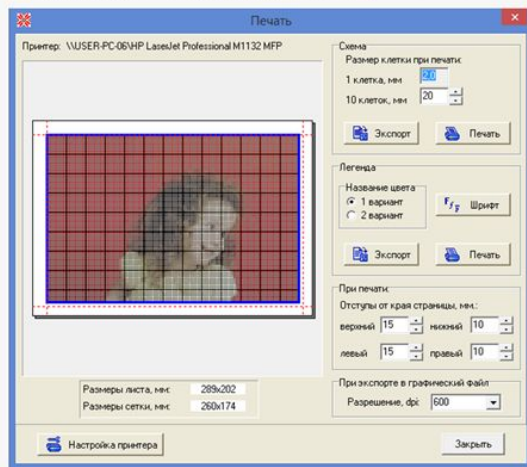 Печать
Принтер: \\USER-PC-06\HP LaserJet Professional M1132 MFP
Схема
Размер клетки при печати:
1 клетка, мм 2.0
10 клеток, мм 20
Экспорт Печать
Легенда
Название цвета
1 вариант
2 вариант
Шрифт
Экспорт Печать
При печати:
Отступы от края страницы, мм.:
верхний 15 нижний 10
левый 15 правый 10
Размеры листа, мм: 289x202
Размеры сетки, мм: 260x174
При экспорте в графический файл
Разрешение, dpi: 600
Настройка принтера
Закрыть